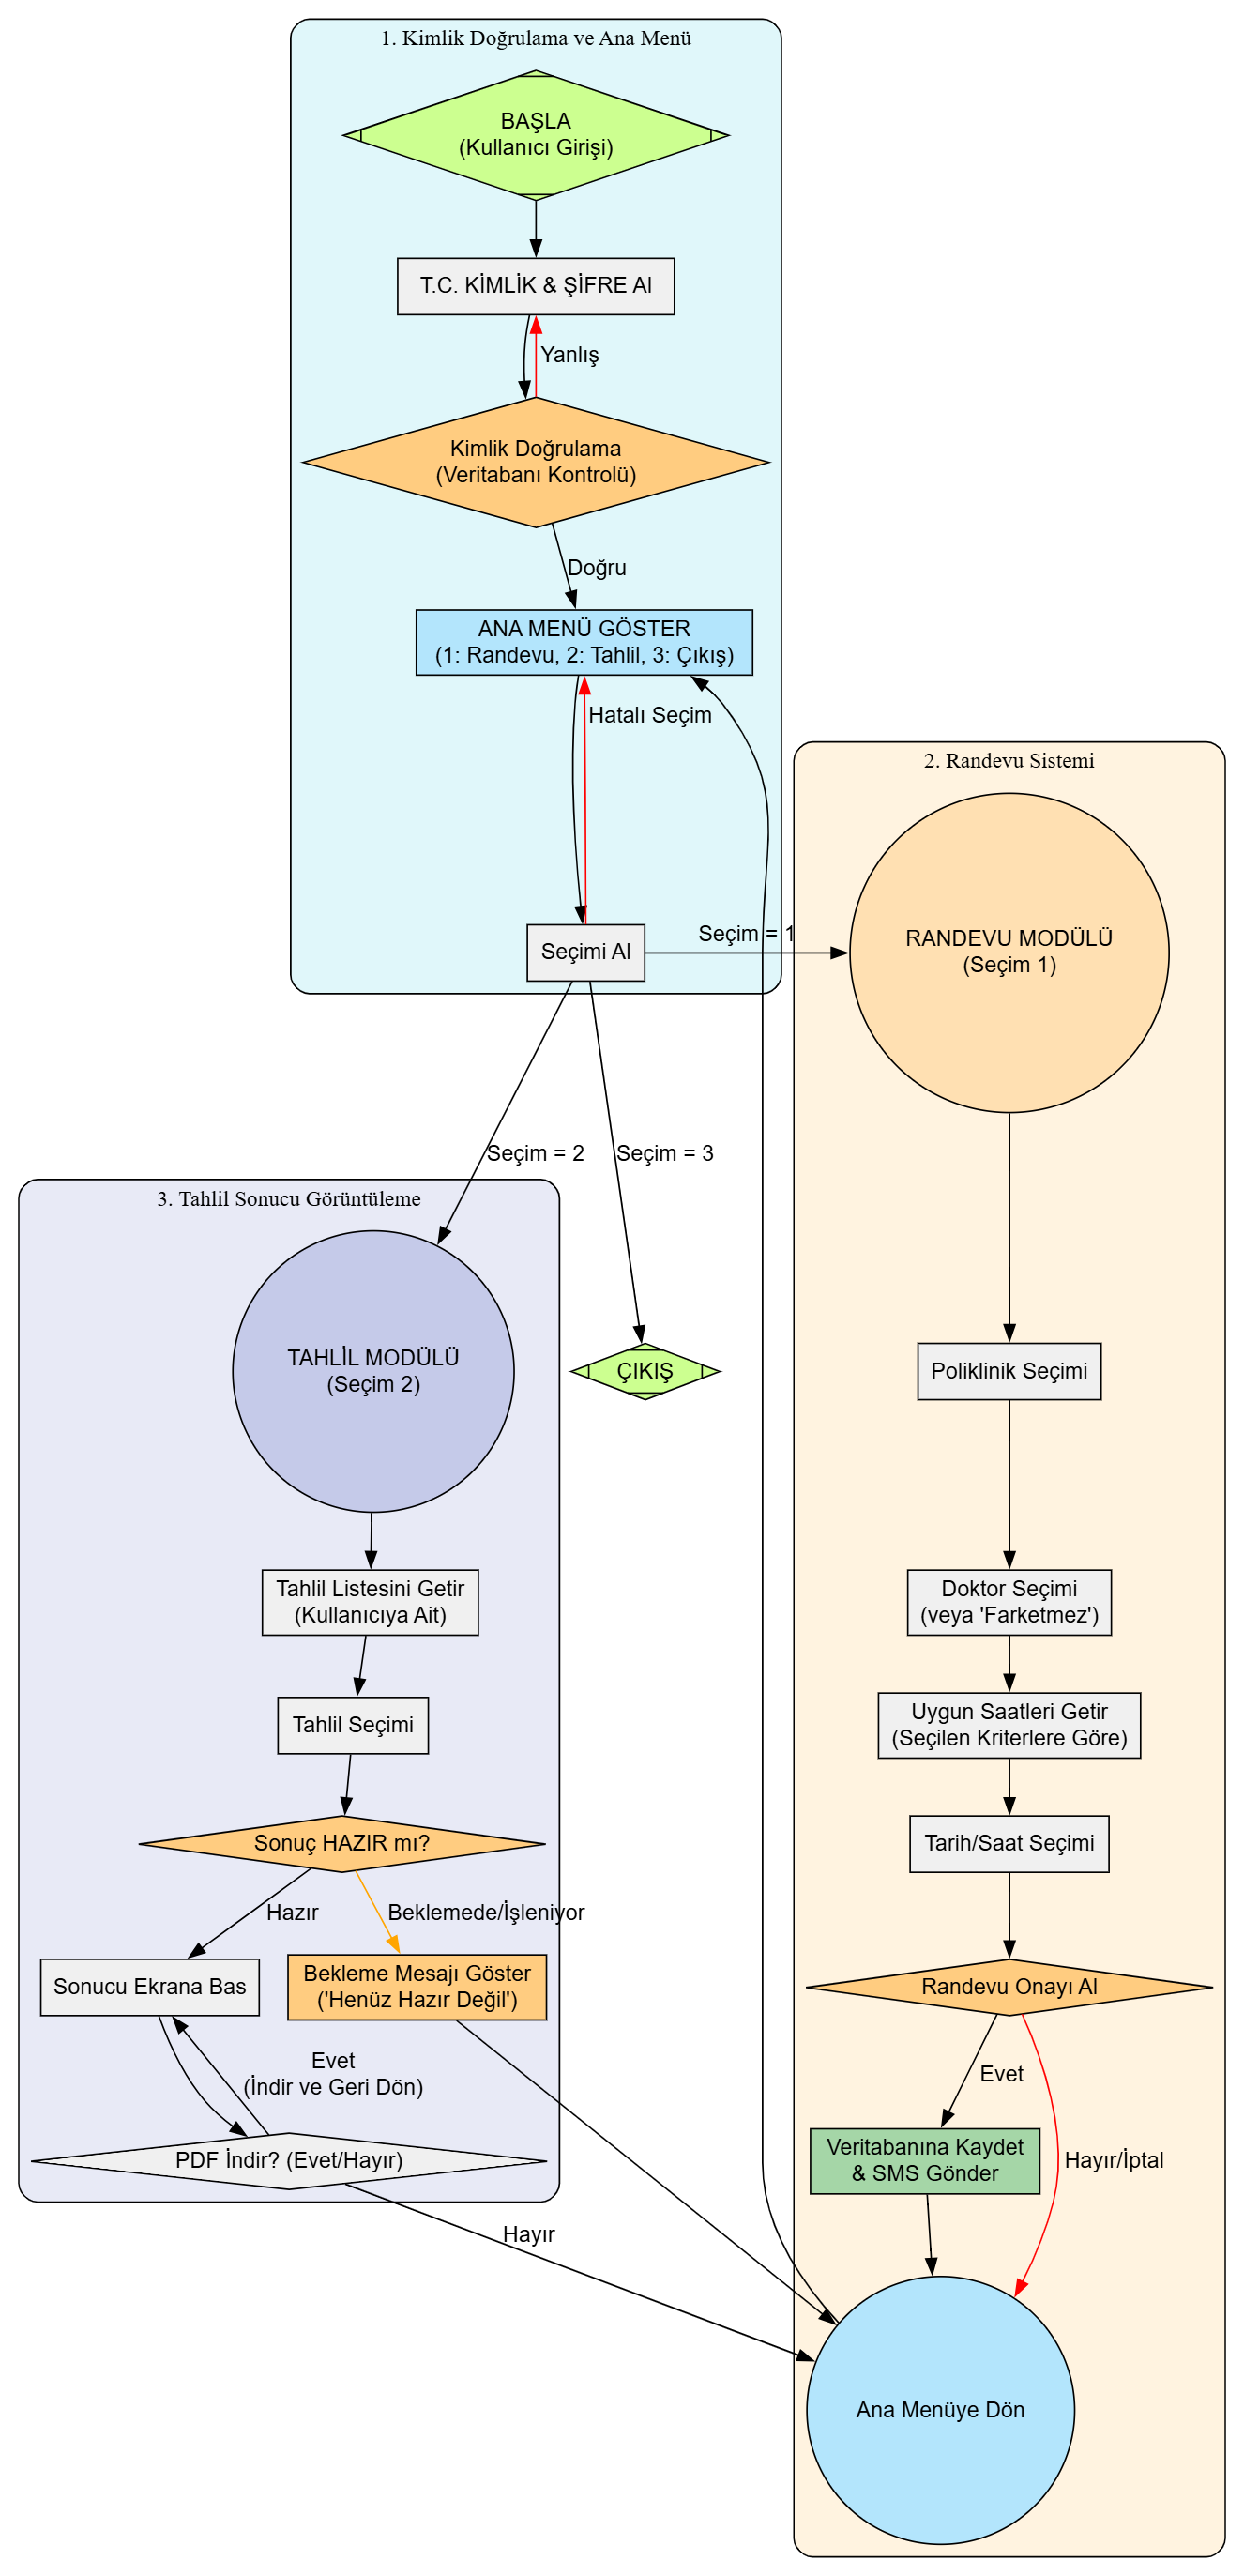 1. Kimlik Doğrulama ve Ana Menü
BAŞLA
(Kullanıcı Girişi)
T.C. KİMLİK & ŞİFRE Al
Yanlış
Kimlik Doğrulama
(Veritabanı Kontrolü)
Doğru
ANA MENÜ GÖSTER
(1: Randevu, 2: Tahlil, 3: Çıkış)
Hatalı Seçim
Seçimi Al
Seçim = 1
Seçim = 2
Seçim = 3
ÇIKIŞ
2. Randevu Sistemi
RANDEVU MODÜLÜ
(Seçim 1)
Poliklinik Seçimi
Doktor Seçimi
(veya 'Farketmez')
Uygun Saatleri Getir
(Seçilen Kriterlere Göre)
Tarih/Saat Seçimi
Randevu Onayı Al
Evet
Hayır/İptal
Veritabanına Kaydet
& SMS Gönder
Ana Menüye Dön
3. Tahlil Sonucu Görüntüleme
TAHLİL MODÜLÜ
(Seçim 2)
Tahlil Listesini Getir
(Kullanıcıya Ait)
Tahlil Seçimi
Sonuç HAZIR mı?
Hazır
Beklemede/İşleniyor
Sonucu Ekrana Bas
Bekleme Mesajı Göster
('Henüz Hazır Değil')
Evet
(İndir ve Geri Dön)
PDF İndir? (Evet/Hayır)
Hayır